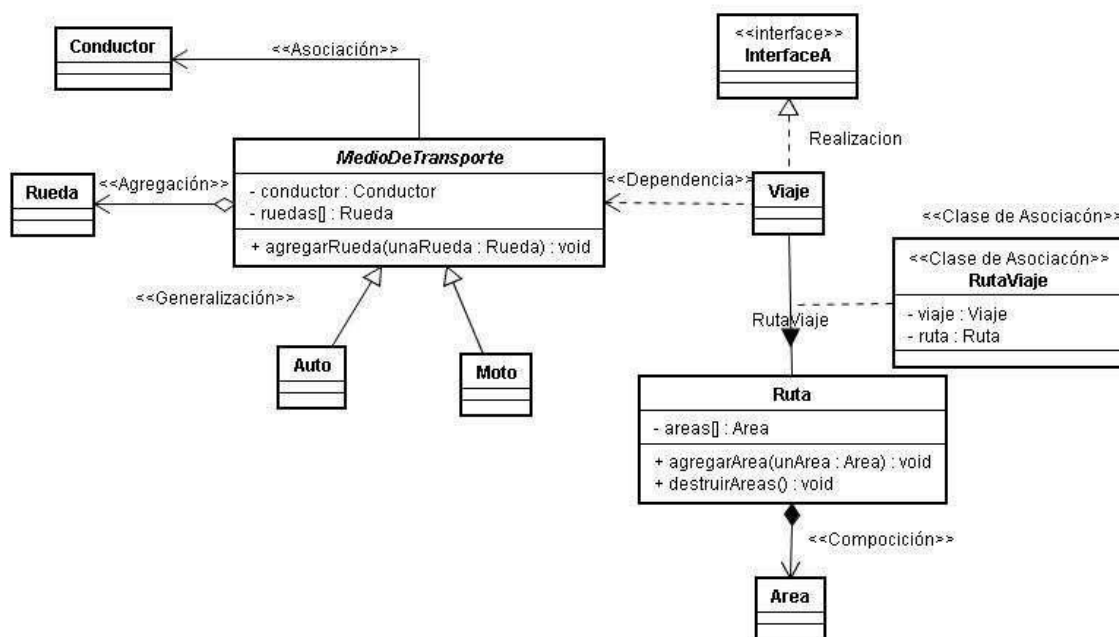 Conductor
<<Asociación>>
<<interface>>
InterfaceA
Realizacion
MedioDeTransporte
- conductor : Conductor
- ruedas[] : Rueda
+ agregarRueda(unaRueda : Rueda) : void
Rueda
<<Agregación>>
<<Dependencia>>
Viaje
<<Clase de Asociacón>>
<<Clase de Asociacón>>
RutaViaje
- viaje : Viaje
- ruta : Ruta
<<Generalización>>
RutaViaje
Auto
Moto
Ruta
- areas[] : Area
+ agregarArea(unArea : Area) : void
+ destruirAreas() : void
<<Compocición>>
Area